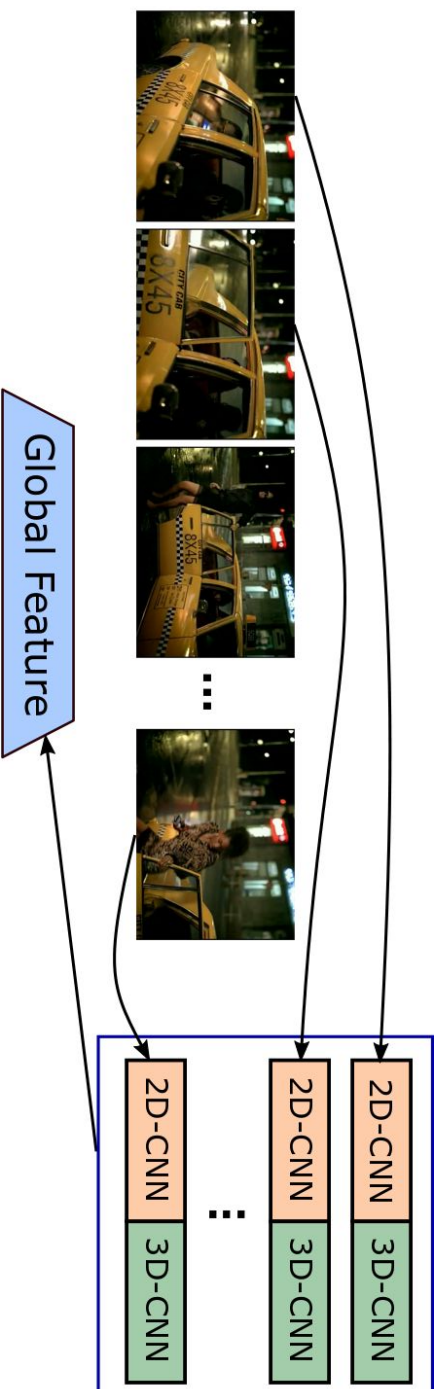 8X45
CITY CAB
8X45
8X45
...
Global Feature
2D-CNN 3D-CNN
2D-CNN 3D-CNN
...
2D-CNN 3D-CNN